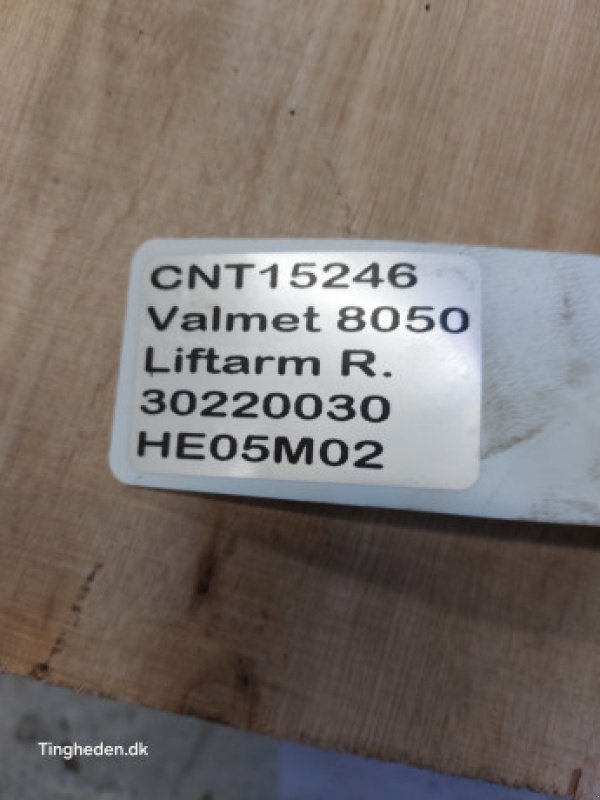 CNT15246
Valmet 8050
Liftarm R.
30220030
HE05M02
Tingheden.dk